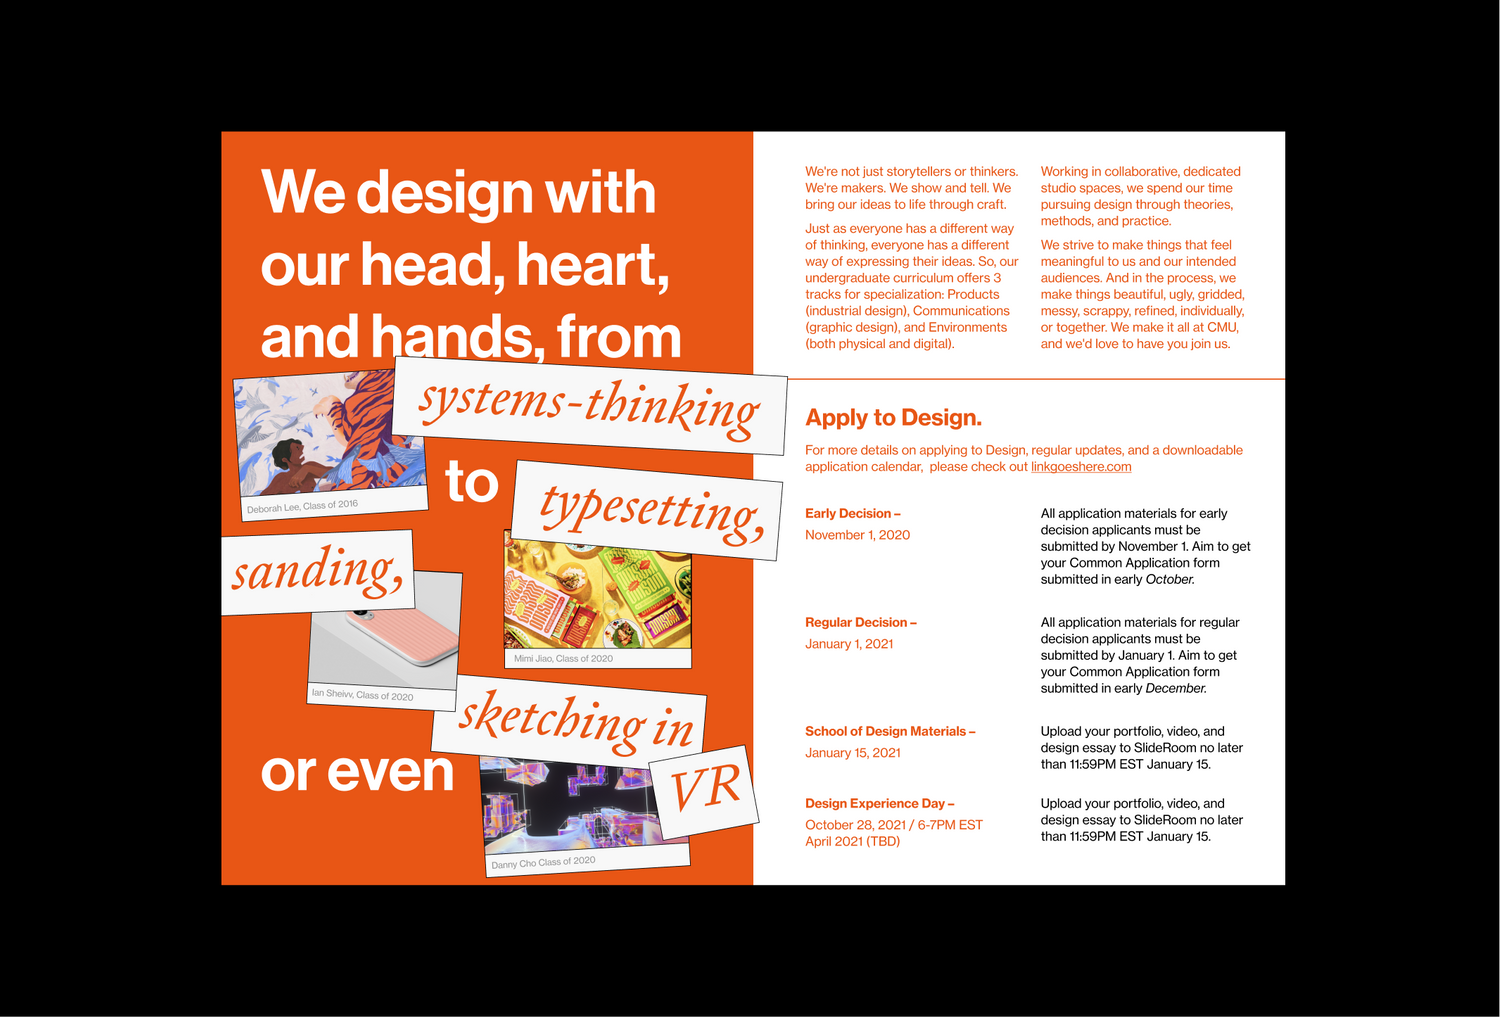 We design with
our head, heart,
and hands, from
systems-thinking
to
typesetting,
sanding,
sketching in
or even
VR
Deborah Lee, Class of 2016
Mimi Jiao, Class of 2020
Ian Sheivv, Class of 2020
Danny Cho Class of 2020
We're not just storytellers or thinkers.
We're makers. We show and tell. We
bring our ideas to life through craft.
Just as everyone has a different way
of thinking, everyone has a different
way of expressing their ideas. So, our
undergraduate curriculum offers 3
tracks for specialization: Products
(industrial design), Communications
(graphic design), and Environments
(both physical and digital).
Working in collaborative, dedicated
studio spaces, we spend our time
pursuing design through theories,
methods, and practice.
We strive to make things that feel
meaningful to us and our intended
audiences. And in the process, we
make things beautiful, ugly, gridded,
messy, scrappy, refined, individually,
or together. We make it all at CMU,
and we'd love to have you join us.
Apply to Design.
For more details on applying to Design, regular updates, and a downloadable
application calendar, please check out linkgoeshere.com
Early Decision –
November 1, 2020
All application materials for early
decision applicants must be
submitted by November 1. Aim to get
your Common Application form
submitted in early October.
Regular Decision –
January 1, 2021
All application materials for regular
decision applicants must be
submitted by January 1. Aim to get
your Common Application form
submitted in early December.
School of Design Materials –
January 15, 2021
Upload your portfolio, video, and
design essay to SlideRoom no later
than 11:59PM EST January 15.
Design Experience Day –
October 28, 2021 / 6-7PM EST
April 2021 (TBD)
Upload your portfolio, video, and
design essay to SlideRoom no later
than 11:59PM EST January 15.